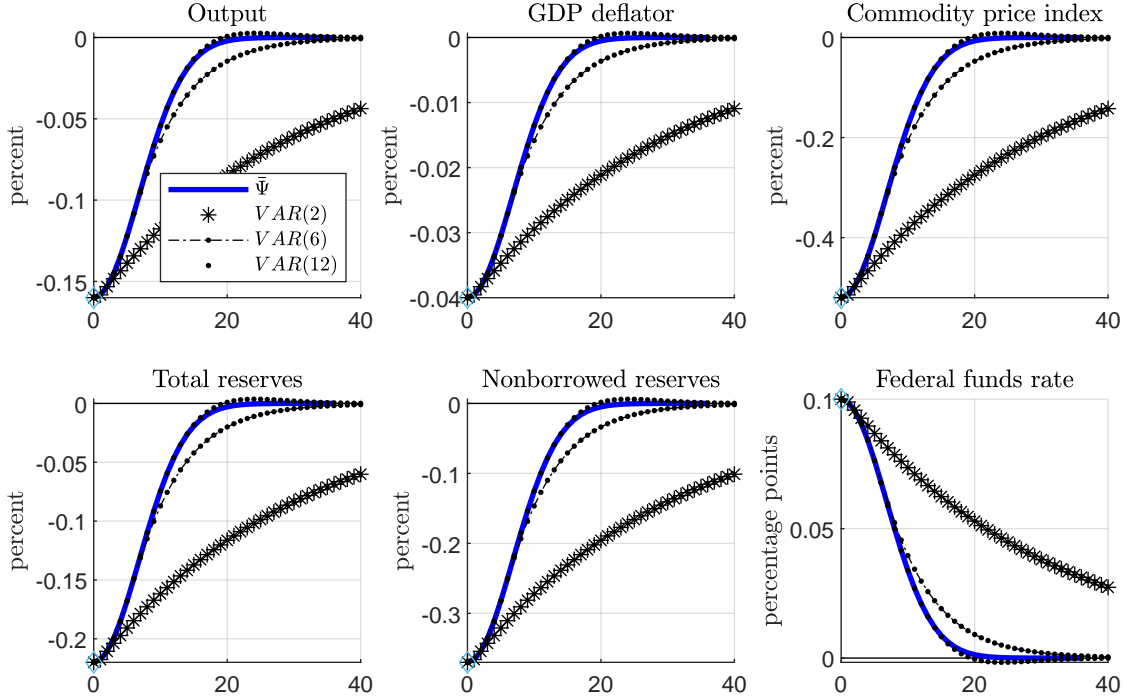 Output
GDP deflator
Commodity price index
0
-0.05
-0.1
-0.15
percent
0 20 40
Ψ̄
VAR(2)
VAR(6)
VAR(12)
0
-0.01
-0.02
-0.03
-0.04
percent
0 20 40
0
-0.2
-0.4
percent
0 20 40
Total reserves
Nonborrowed reserves
Federal funds rate
0
-0.05
-0.1
-0.15
-0.2
percent
0 20 40
0
-0.1
-0.2
-0.3
percent
0 20 40
0.1
0.05
0
percentage points
0 20 40